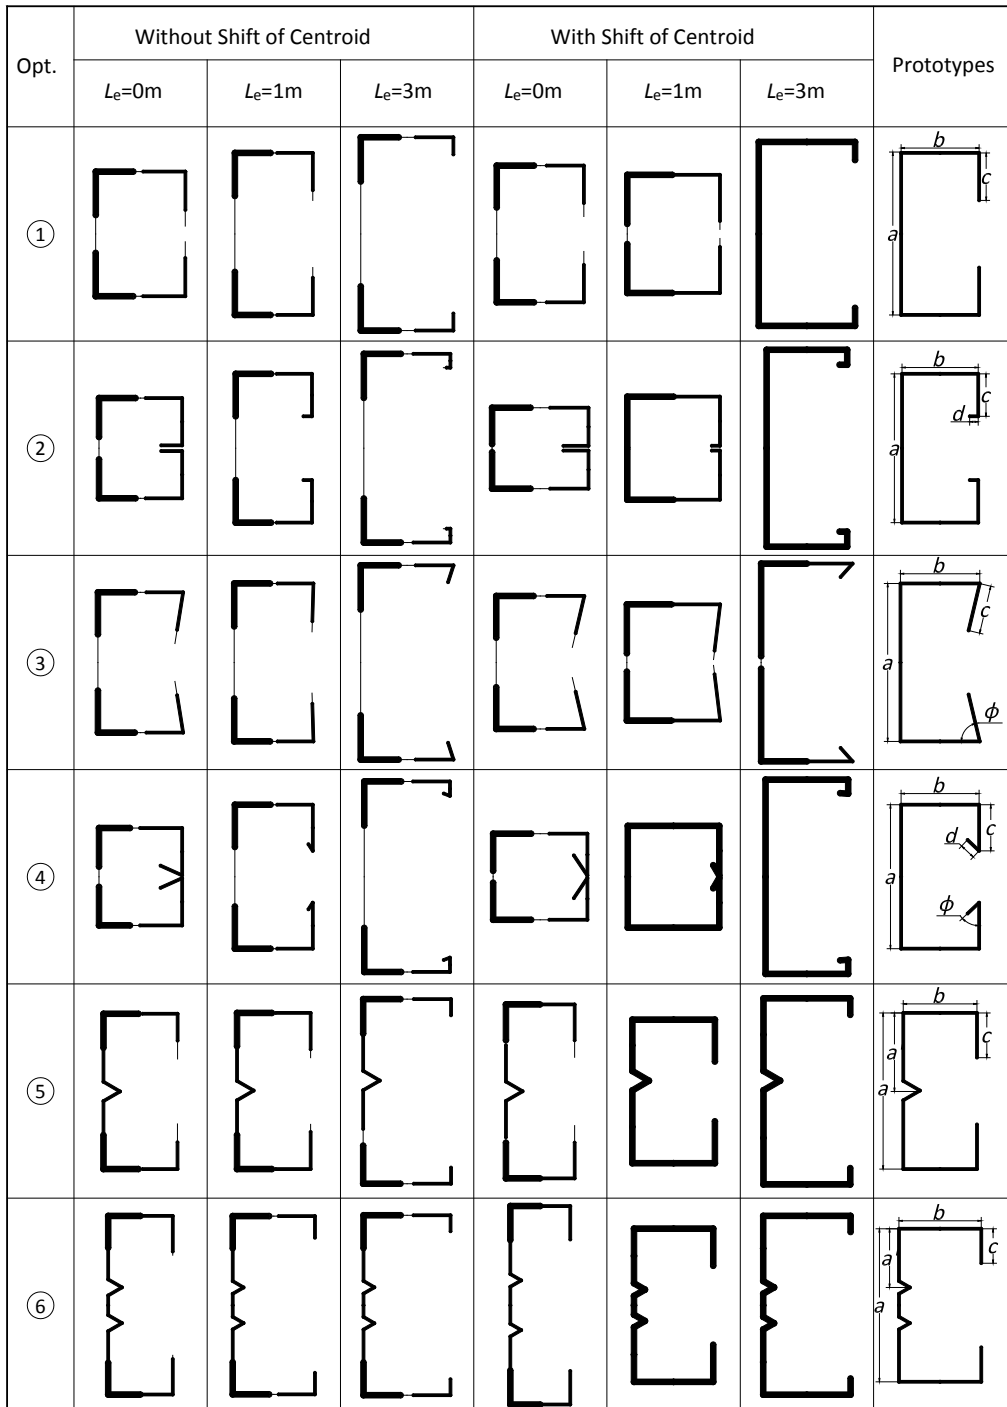 Opt.
Without Shift of Centroid
With Shift of Centroid
Prototypes
Le=0m
Le=1m
Le=3m
Le=0m
Le=1m
Le=3m
①
b
c
a
②
b
c
d
a
③
b
c
a
ϕ
④
b
c
d
a
ϕ
⑤
b
c
a
a
⑥
b
c
a
a